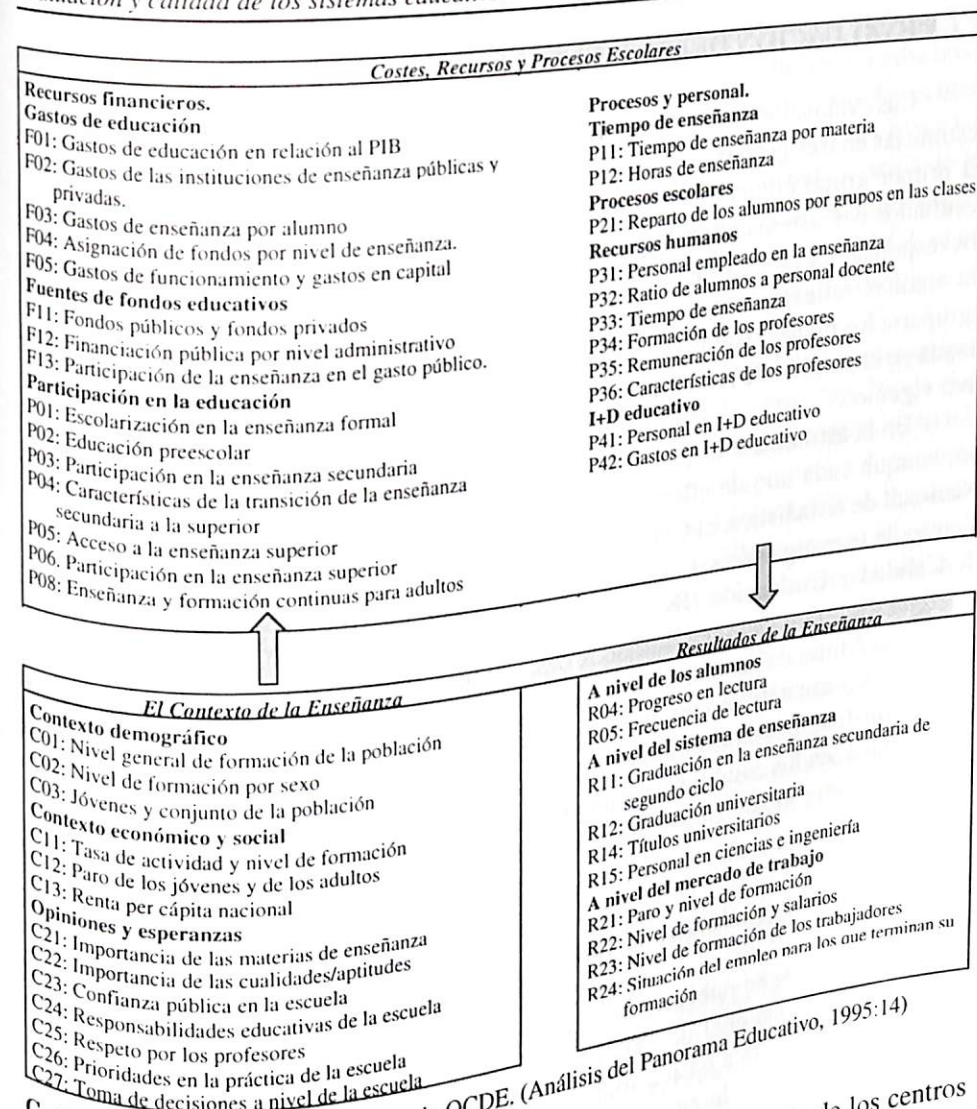 y calidad de los sistemas
Costes, Recursos y Procesos Escolares
Recursos financieros.
Gastos de educación
F01: Gastos de educación en relación al PIB
F02: Gastos de las instituciones de enseñanza públicas y
privadas.
F03: Gastos de enseñanza por alumno
F04: Asignación de fondos por nivel de enseñanza.
F05: Gastos de funcionamiento y gastos en capital
Fuentes de fondos educativos
F11: Fondos públicos y fondos privados
F12: Financiación pública por nivel administrativo
F13: Participación de la enseñanza en el gasto público.
Participación en la educación
P01: Escolarización en la enseñanza formal
P02: Educación preescolar
P03: Participación en la enseñanza secundaria
P04: Características de la transición de la enseñanza
secundaria a la superior
P05: Acceso a la enseñanza superior
P06. Participación en la enseñanza superior
P08: Enseñanza y formación continuas para adultos
Procesos y personal.
Tiempo de enseñanza
P11: Tiempo de enseñanza por materia
P12: Horas de enseñanza
Procesos escolares
P21: Reparto de los alumnos por grupos en las clases
Recursos humanos
P31: Personal empleado en la enseñanza
P32: Ratio de alumnos a personal docente
P33: Tiempo de enseñanza
P34: Formación de los profesores
P35: Remuneración de los profesores
P36: Características de los profesores
I+D educativo
P41: Personal en I+D educativo
P42: Gastos en I+D educativo
El Contexto de la Enseñanza
Contexto demográfico
C01: Nivel general de formación de la población
C02: Nivel de formación por sexo
C03: Jóvenes y conjunto de la población
Contexto económico y social
C11: Tasa de actividad y nivel de formación
C12: Paro de los jóvenes y de los adultos
C13: Renta per cápita nacional
Opiniones y esperanzas
C21: Importancia de las materias de enseñanza
C22: Importancia de las cualidades/aptitudes
C23: Confianza pública en la escuela
C24: Responsabilidades educativas de la escuela
C25: Respeto por los profesores
C26: Prioridades en la práctica de la escuela
C27: Toma de decisiones a nivel de la escuela
Resultados de la Enseñanza
A nivel de los alumnos
R04: Progreso en lectura
R05: Frecuencia de lectura
A nivel del sistema de enseñanza
R11: Graduación en la enseñanza secundaria de
segundo ciclo
R12: Graduación universitaria
R14: Títulos universitarios
R15: Personal en ciencias e ingeniería
A nivel del mercado de trabajo
R21: Paro y nivel de formación
R22: Nivel de formación y salarios
R23: Nivel de formación de los trabajadores
R24: Situación del empleo para los que terminan su
formación
OCDE. (Análisis del Panorama Educativo, 1995:14)
los centros